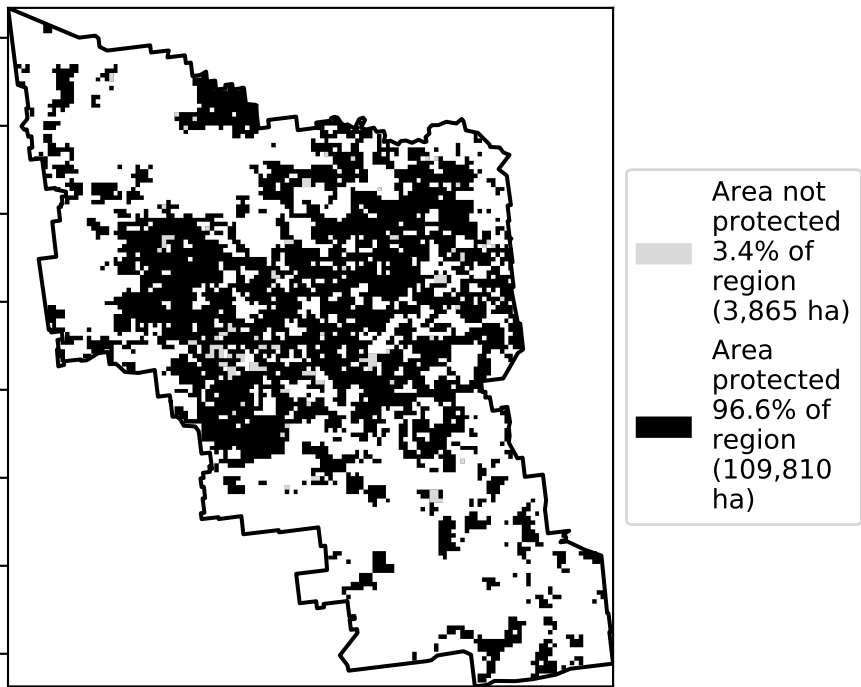 Area not
protected
3.4% of
region
(3,865 ha)
Area
protected
96.6% of
region
(109,810
ha)